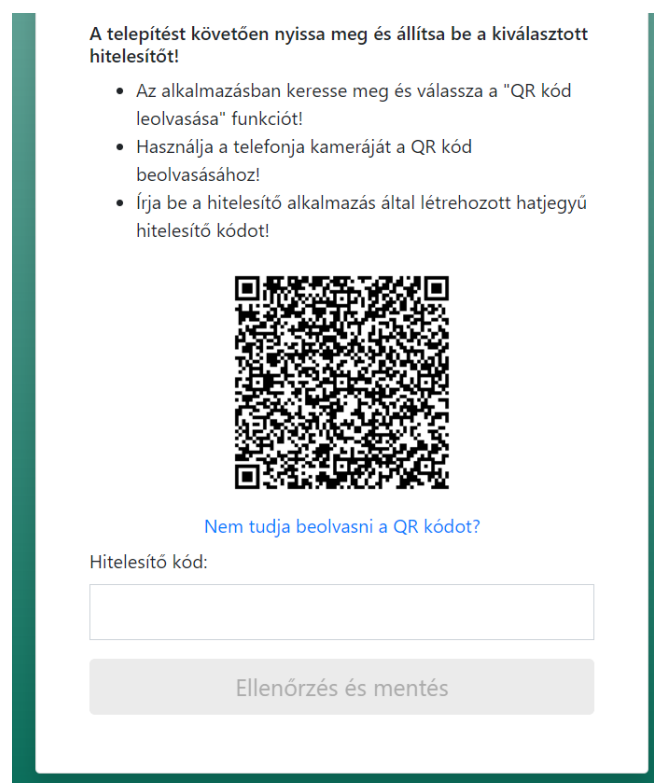 A telepítést követően nyissa meg és állítsa be a kiválasztott
hitelesítőt!
Az alkalmazásban keresse meg és válassza a "QR kód
leolvasása" funkciót!
Használja a telefonja kameráját a QR kód
beolvasásához!
Írja be a hitelesítő alkalmazás által létrehozott hatjegyű
hitelesítő kódot!
Nem tudja beolvasni a QR kódot?
Hitelesítő kód:
Ellenőrzés és mentés